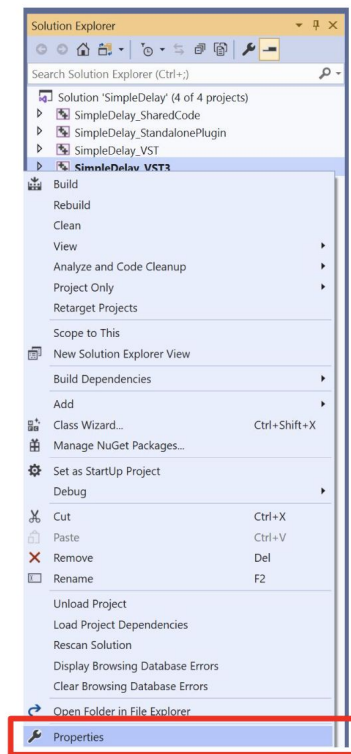 Solution Explorer
Search Solution Explorer (Ctrl+;)
Solution 'SimpleDelay' (4 of 4 projects)
SimpleDelay_SharedCode
SimpleDelay_StandalonePlugin
SimpleDelay_VST
SimpleDelay_VST3
Build
Rebuild
Clean
View
Analyze and Code Cleanup
Project Only
Retarget Projects
Scope to This
New Solution Explorer View
Build Dependencies
Add
Class Wizard... Ctrl+Shift+X
Manage NuGet Packages...
Set as StartUp Project
Debug
Cut Ctrl+X
Paste Ctrl+V
Remove Del
Rename F2
Unload Project
Load Project Dependencies
Rescan Solution
Display Browsing Database Errors
Clear Browsing Database Errors
Open Folder in File Explorer
Properties